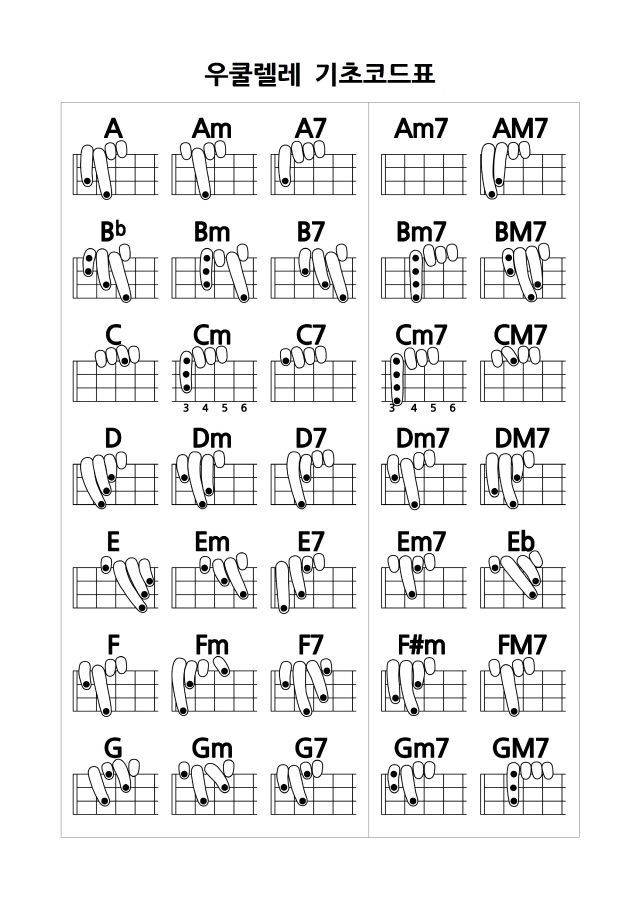 우쿨렐레 기초코드표
A Am A7 Am7 AM7
Bb Bm B7 Bm7 BM7
C Cm C7 Cm7 CM7
3 4 5 6 3 4 5 6
D Dm D7 Dm7 DM7
E Em E7 Em7 Eb
F Fm F7 F#m FM7
G Gm G7 Gm7 GM7